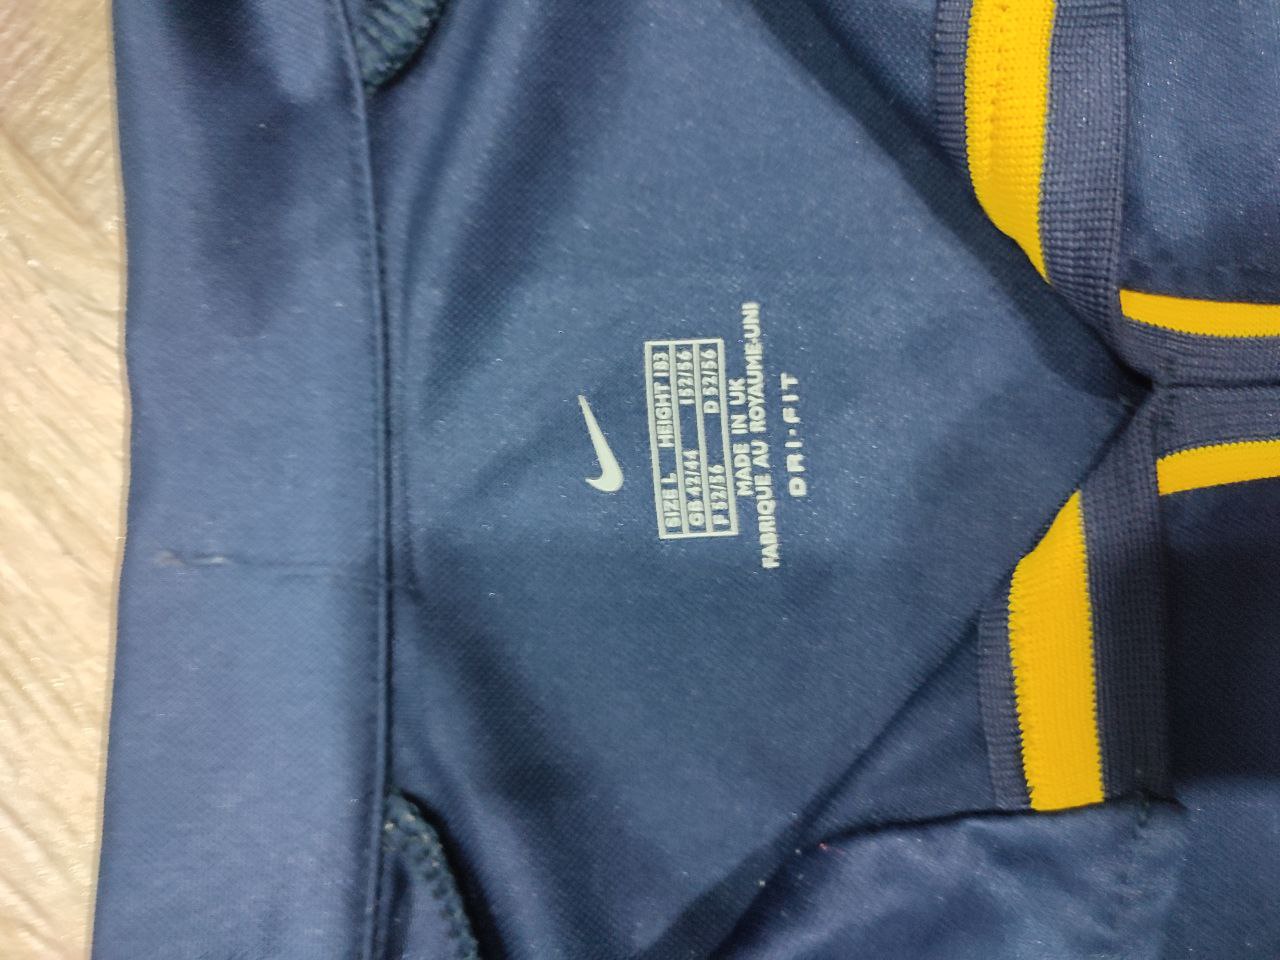 SIZE L HEIGHT 183
GB 42/44 I 52/56
F 52/56 D 52/56
MADE IN UK
FABRIQUE AU ROYAUME-UNI
DRI-FIT